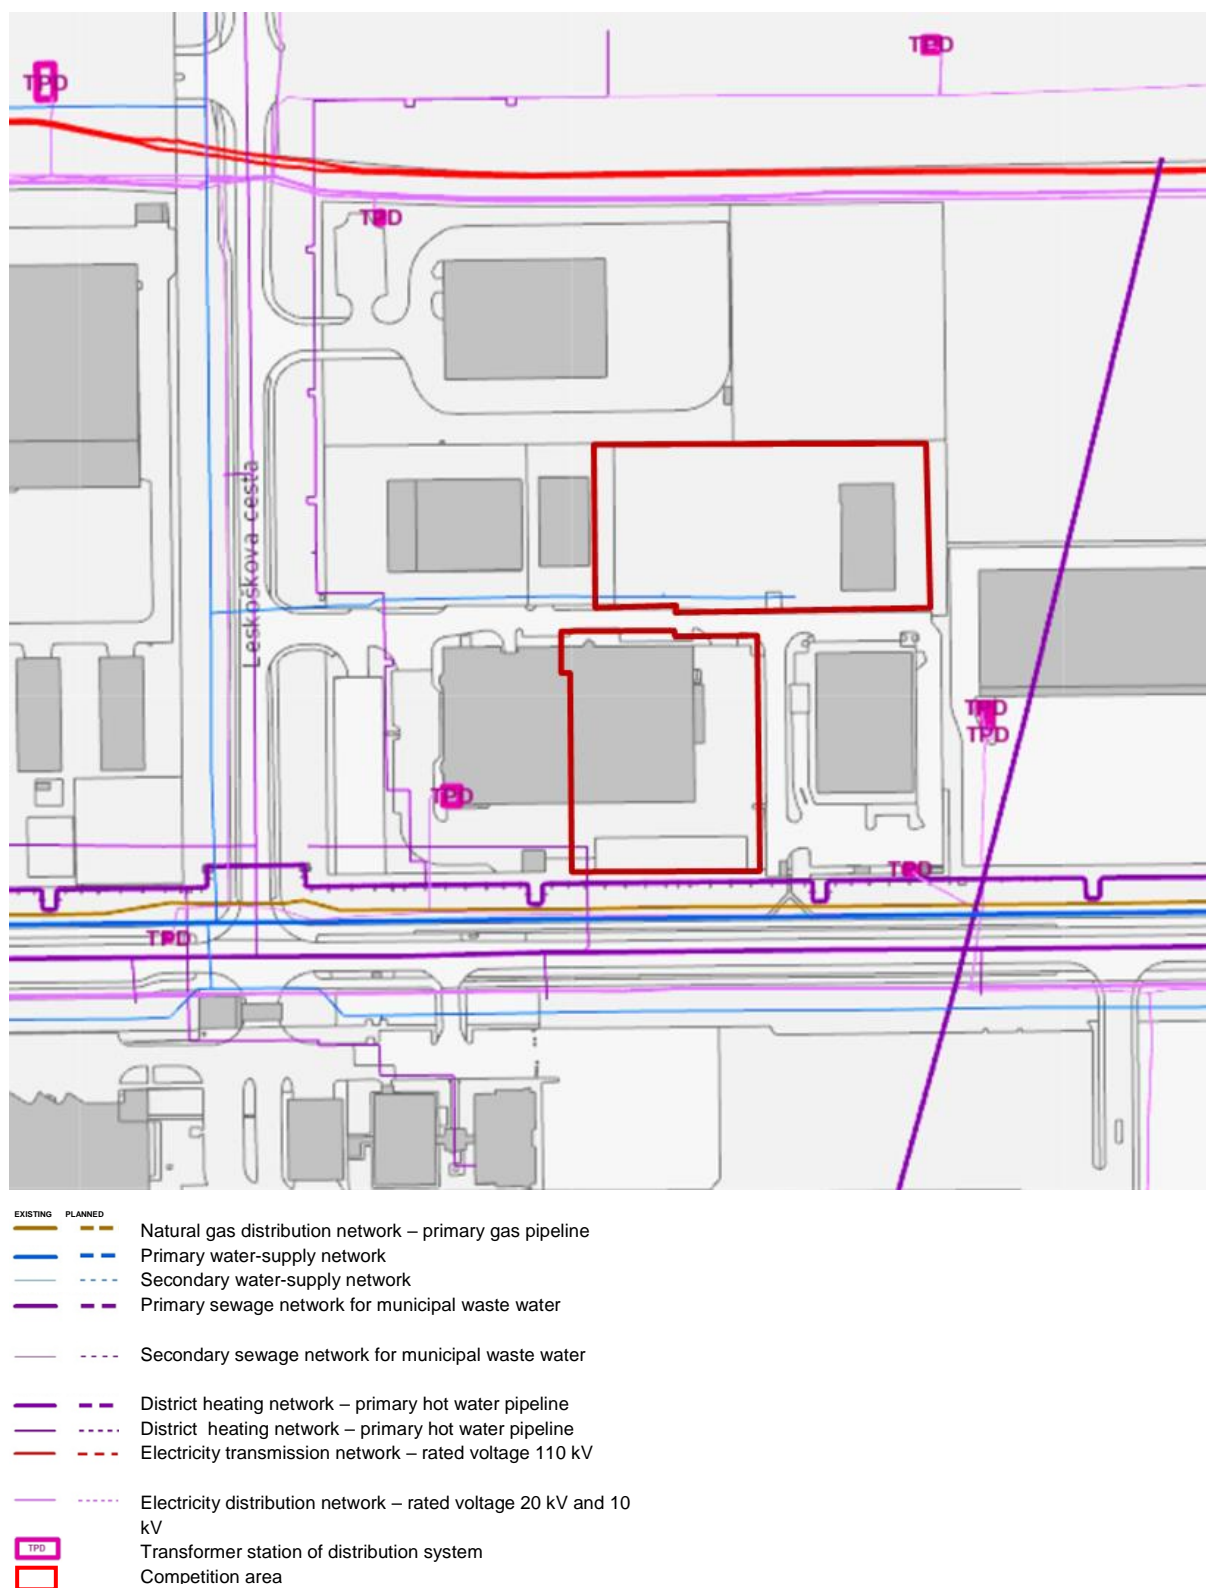 TPD
TPD
TPD
Leskoškova cesta
TPD
TPD
TPD
TPD
TPD
EXISTING PLANNED
Natural gas distribution network – primary gas pipeline
Primary water-supply network
Secondary water-supply network
Primary sewage network for municipal waste water
Secondary sewage network for municipal waste water
District heating network – primary hot water pipeline
District heating network – primary hot water pipeline
Electricity transmission network – rated voltage 110 kV
Electricity distribution network – rated voltage 20 kV and 10
kV
TPD Transformer station of distribution system
Competition area